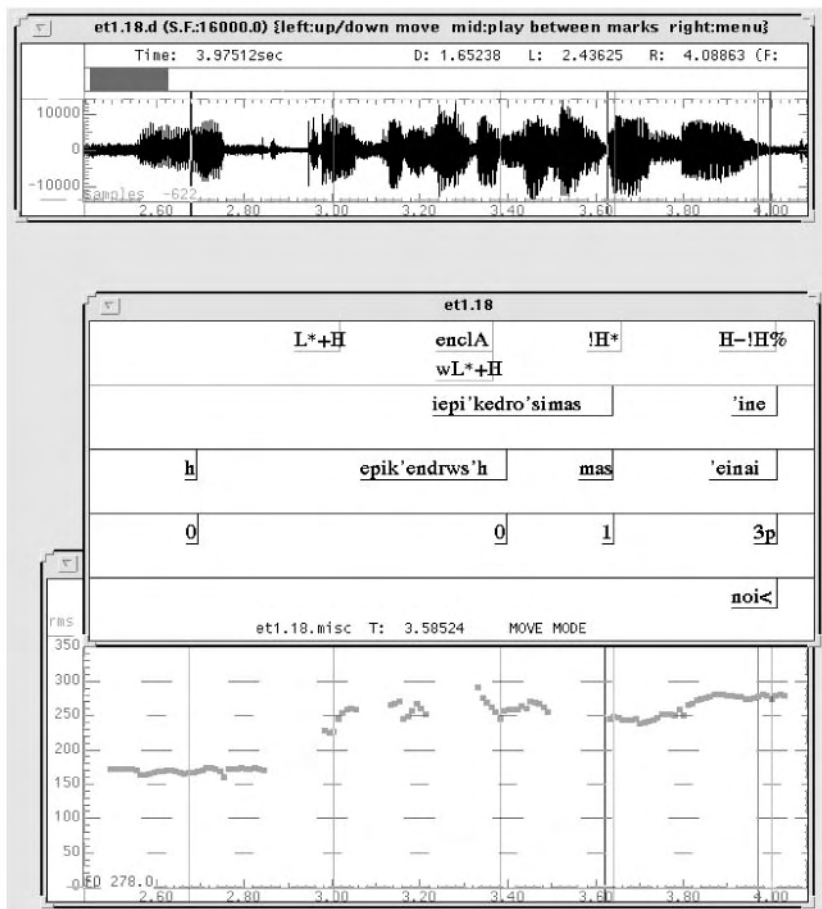 et1.18.d (S.F.:16000.0) {left:up/down move mid:play between marks right:menu}
Time: 3.97512sec D: 1.65238 L: 2.43625 R: 4.08863 (F:
10000
0
-10000
Samples -622
2.60 2.80 3.00 3.20 3.40 3.60 3.80 4.00
et1.18
L*+H enclA !H* H-!H%
wL*+H
iepi'kedro'simas 'ine
h epik'endrws'h mas 'einai
0 0 1 3p
noi<
rms
et1.18.misc T: 3.58524 MOVE MODE
350
300
250
200
150
100
50
-0
F0 278.0
2.60 2.80 3.00 3.20 3.40 3.60 3.80 4.00